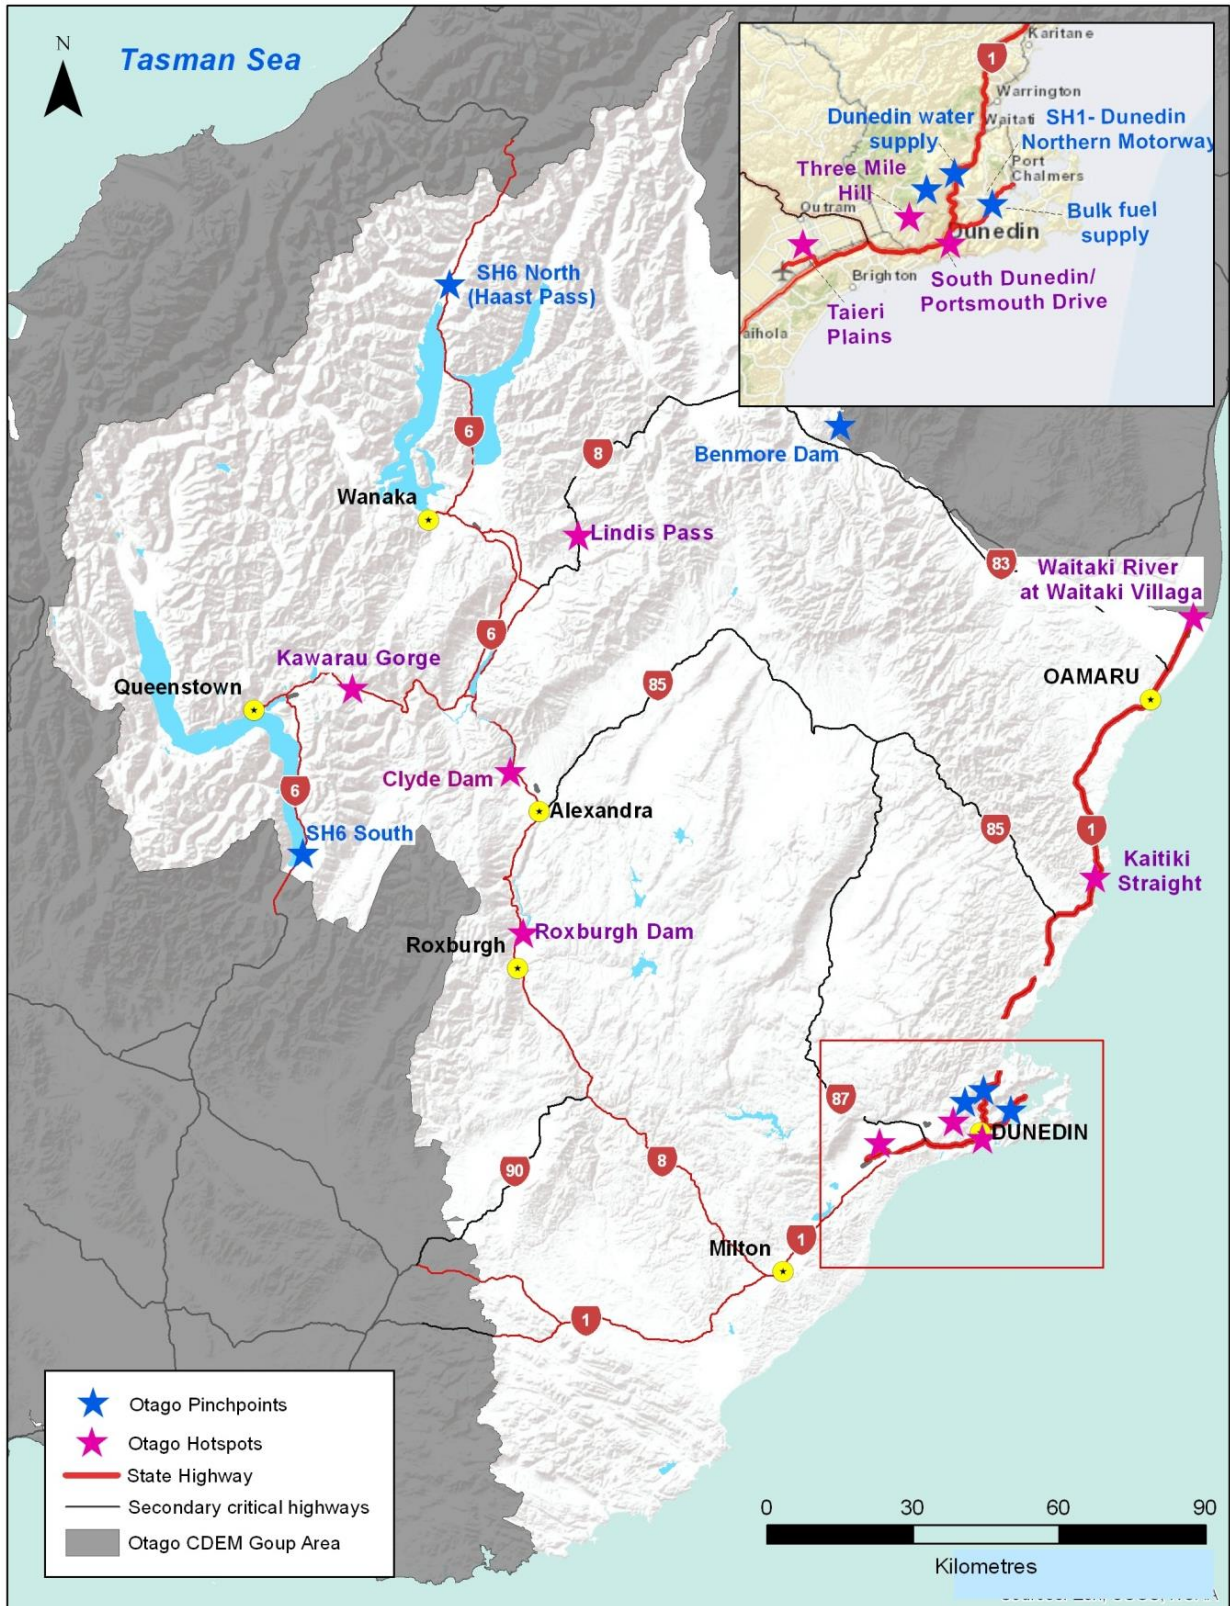 N
Tasman Sea
1
Karitane
Warrington
Waitati
Dunedin water
supply
SH1- Dunedin
Northern Motorway
Port
Chalmers
Three Mile
Hill
Outram
Bulk fuel
supply
Dunedin
Brighton
South Dunedin/
Portsmouth Drive
Taieri
Plains
aihola
SH6 North
(Haast Pass)
6
8
Benmore Dam
Wanaka
Lindis Pass
83
Waitaki River
at Waitaki Villaga
6
Kawarau Gorge
Queenstown
85
OAMARU
Clyde Dam
6
Alexandra
SH6 South
85
1
Kaitiki
Straight
Roxburgh Dam
Roxburgh
87
DUNEDIN
90
8
Milton
1
1
Otago Pinchpoints
Otago Hotspots
State Highway
Secondary critical highways
Otago CDEM Goup Area
0 30 60 90
Kilometres